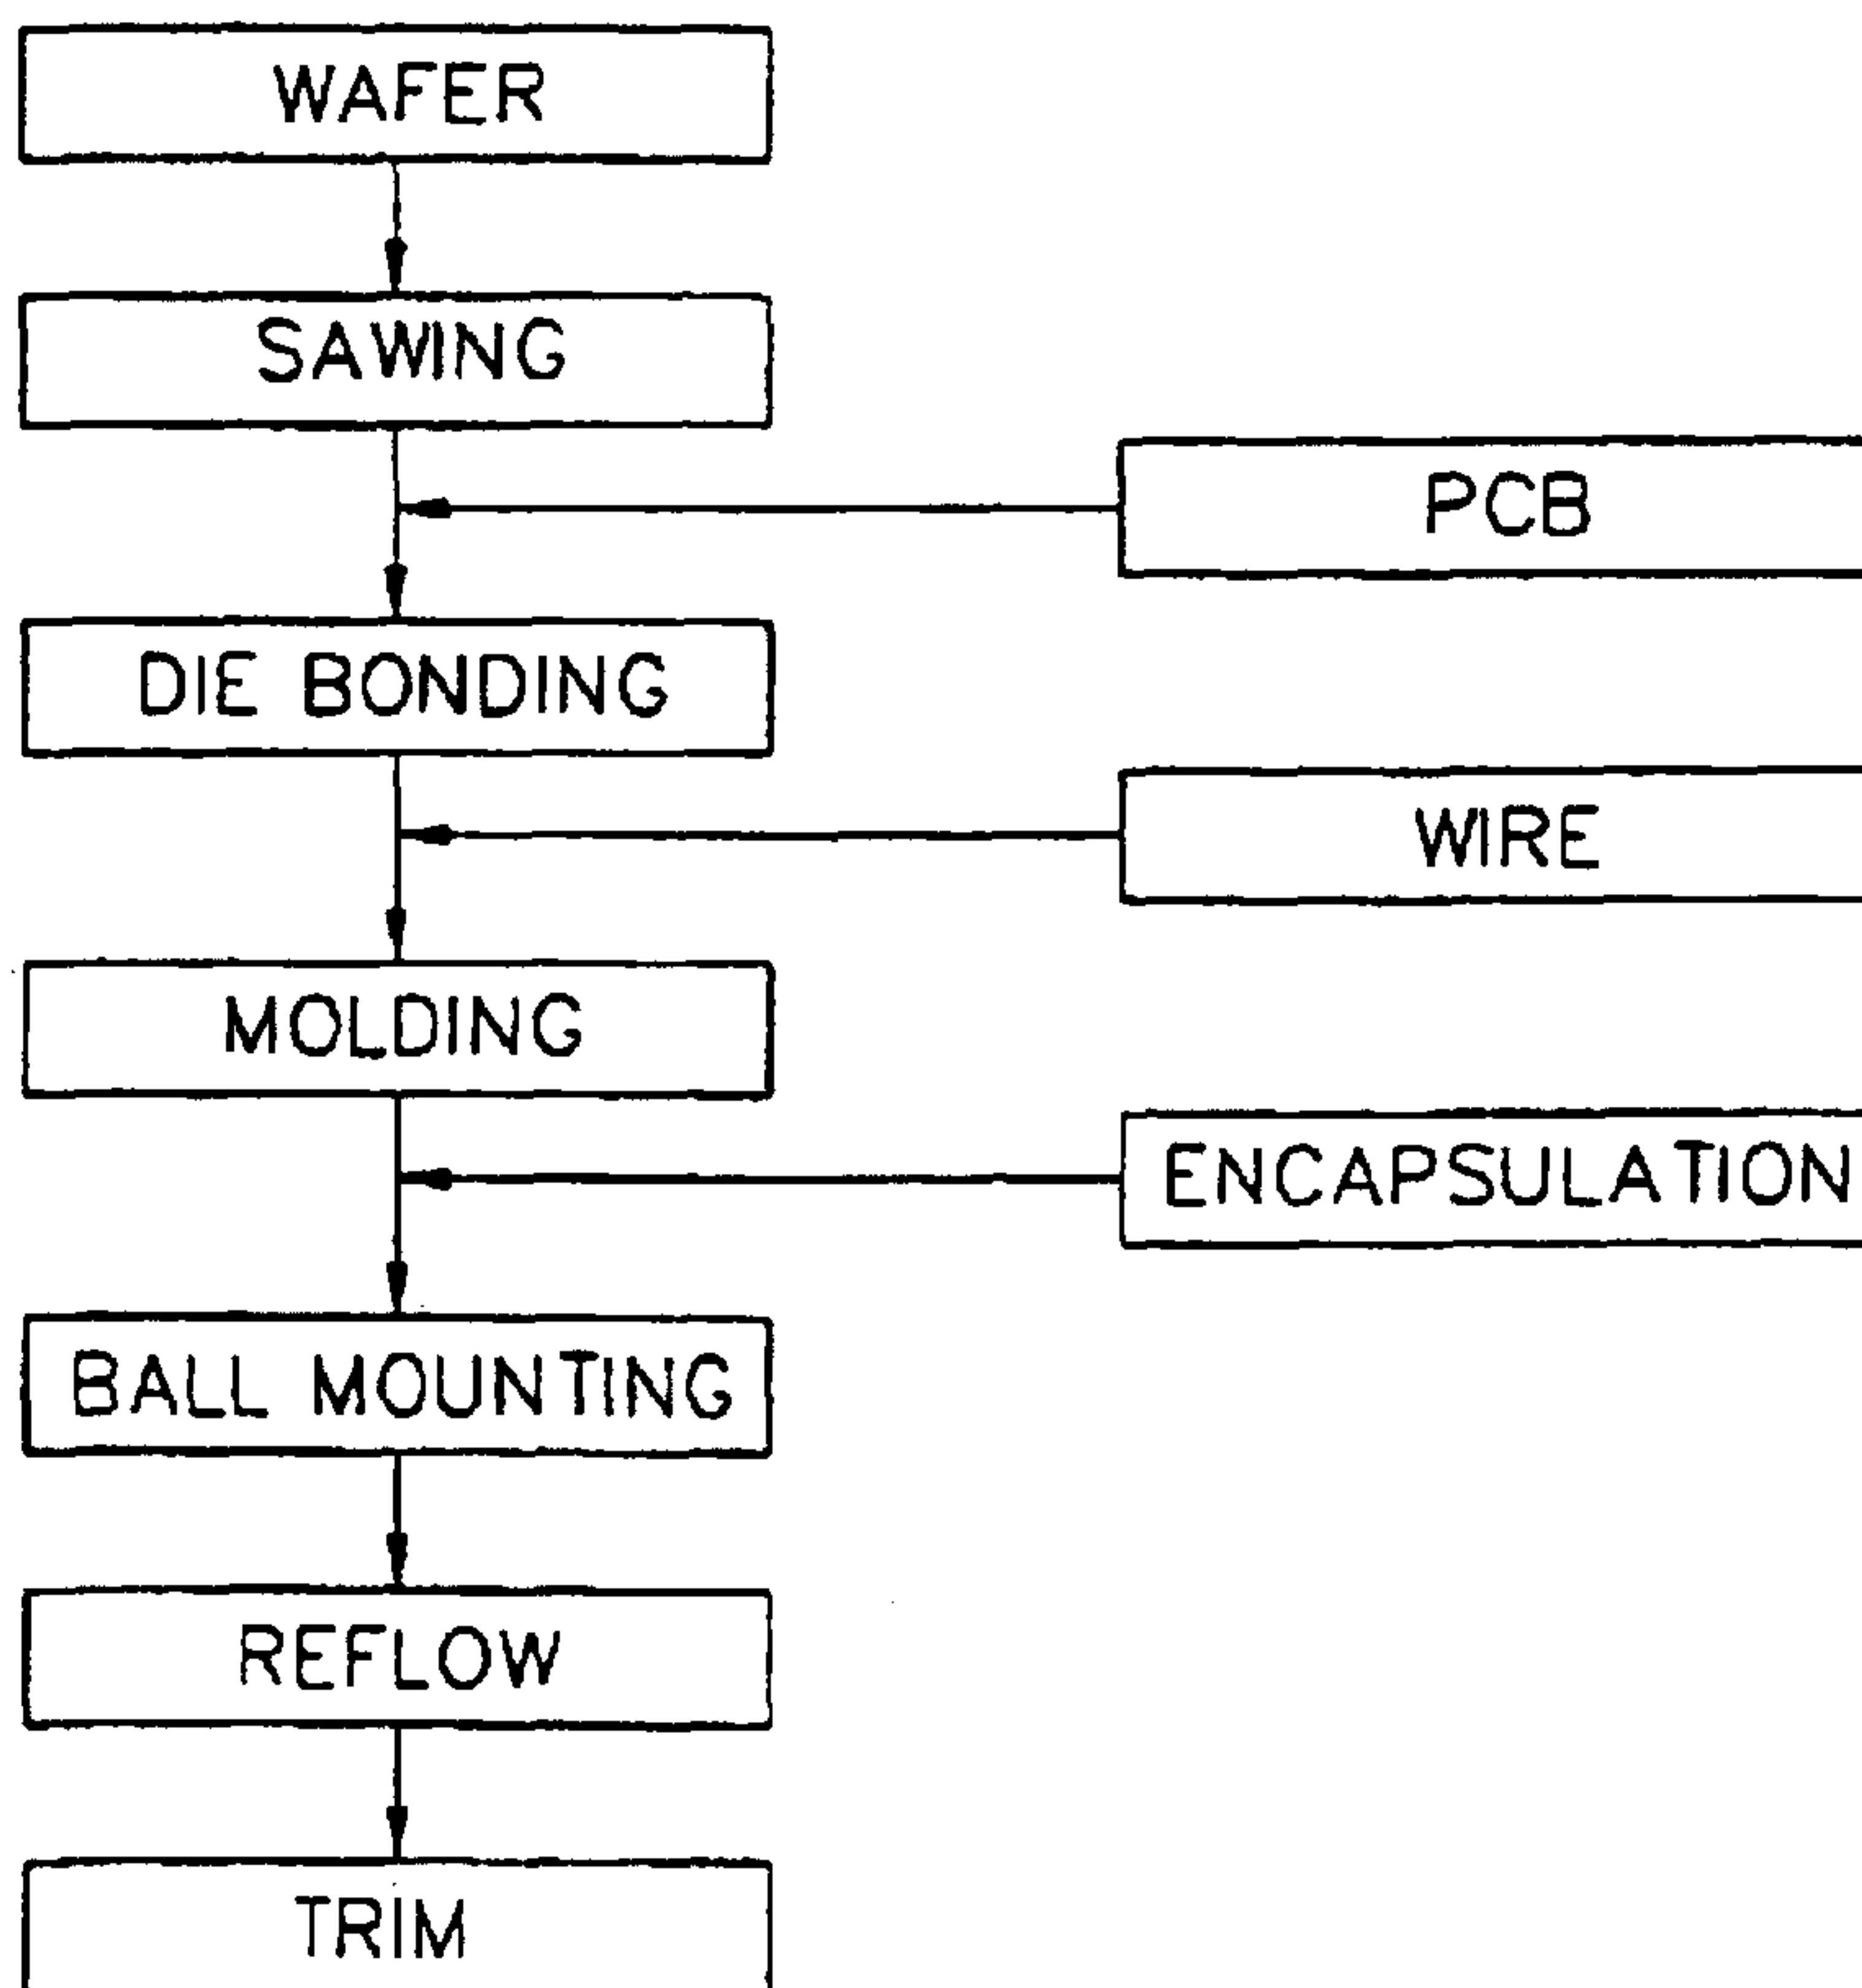 WAFER
SAWING
PCB
DIE BONDING
WIRE
MOLDING
ENCAPSULATION
BALL MOUNTING
REFLOW
TRIM